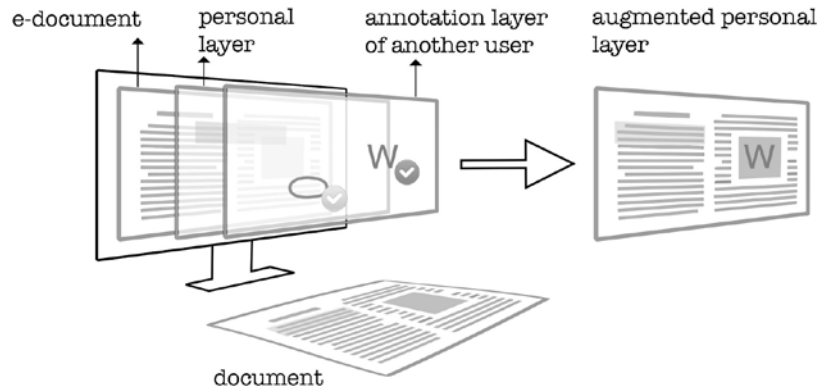 e-document
personal
layer
annotation layer
of another user
augmented personal
layer
W
W
document